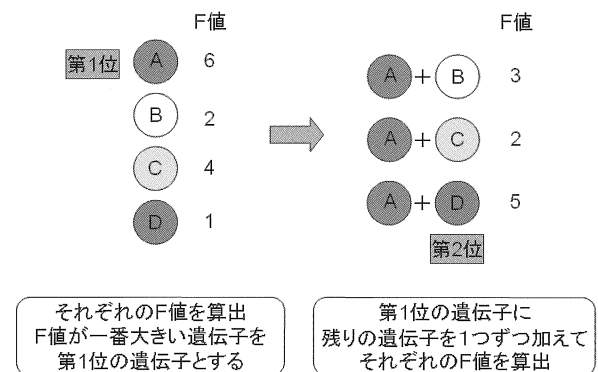 F値
第1位 A 6
B 2
C 4
D 1
F値
A + B 3
A + C 2
A + D 5
第2位
それぞれのF値を算出
F値が一番大きい遺伝子を
第1位の遺伝子とする
第1位の遺伝子に
残りの遺伝子を1つずつ加えて
それぞれのF値を算出